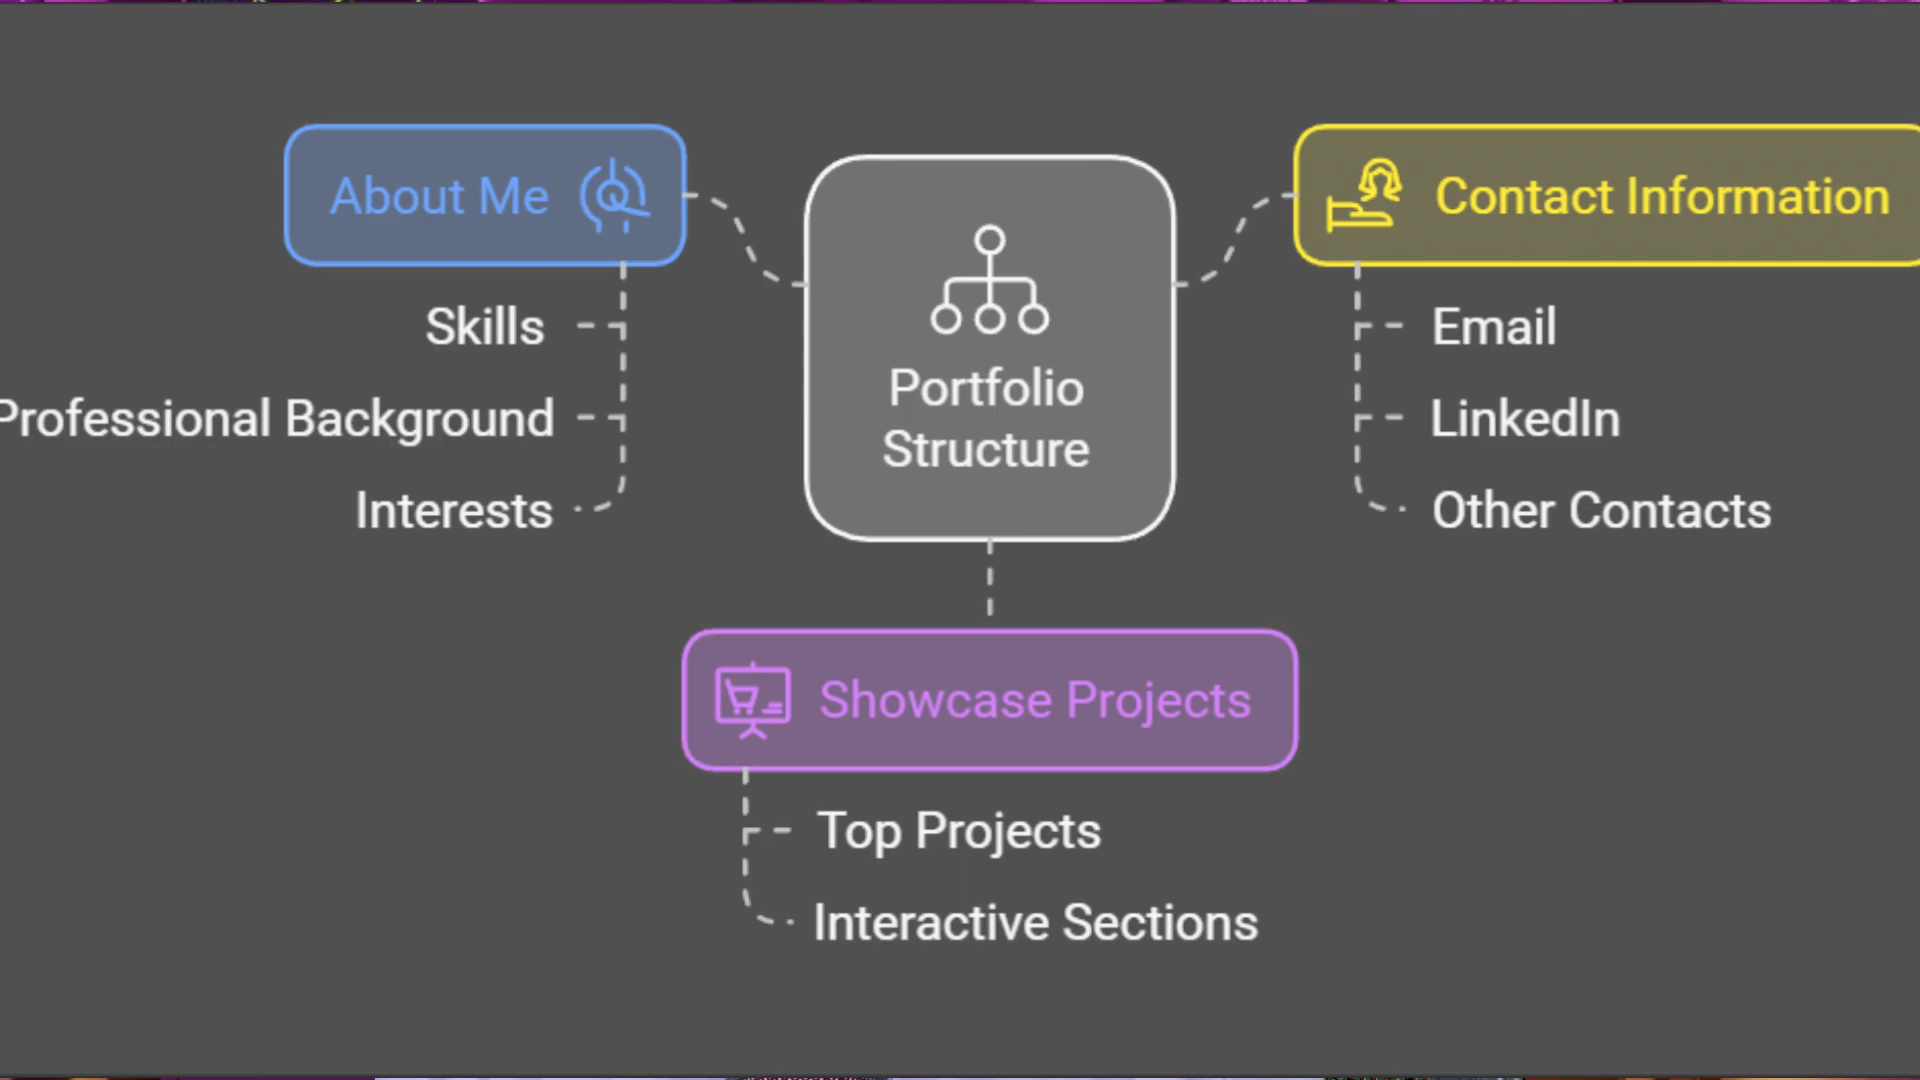 About Me
Skills
Professional Background
Interests
Portfolio
Structure
Contact Information
Email
LinkedIn
Other Contacts
Showcase Projects
Top Projects
Interactive Sections